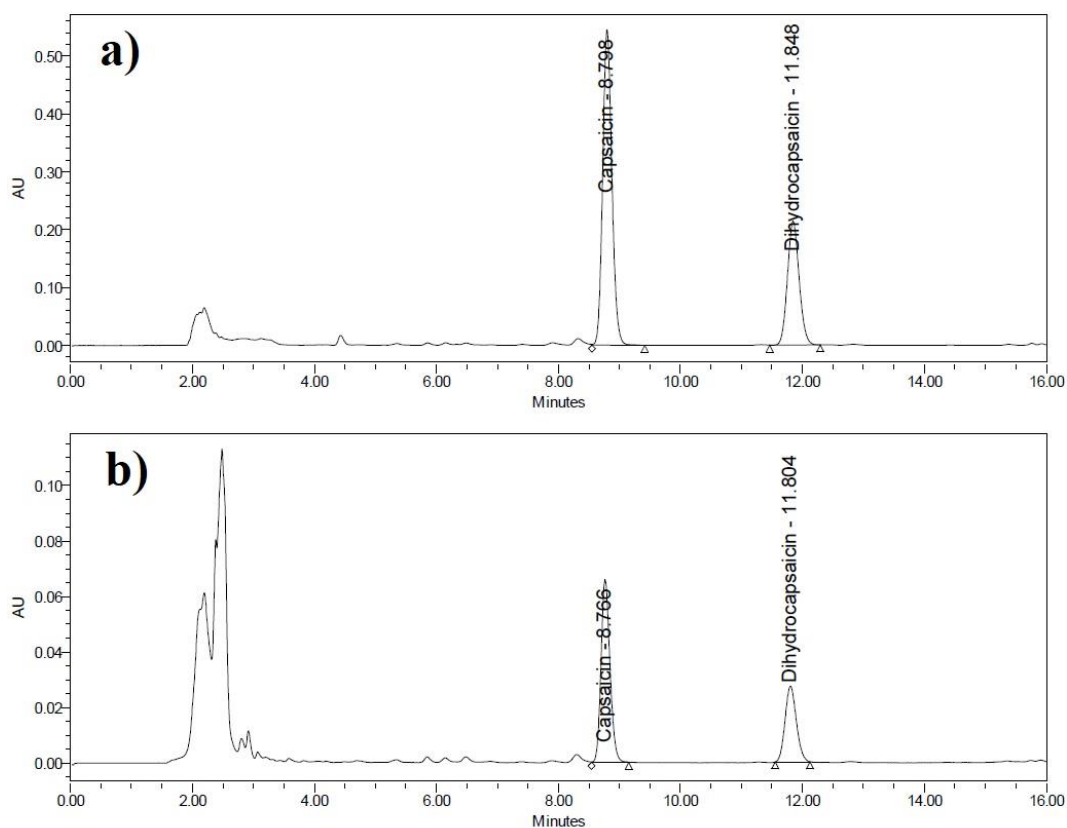 a)
0.50
0.40
0.30
0.20
0.10
0.00
AU
Capsaicin - 8.798
Dihydrocapsaicin - 11.848
0.00 2.00 4.00 6.00 8.00 10.00 12.00 14.00 16.00
Minutes
b)
0.10
0.08
0.06
0.04
0.02
0.00
AU
Capsaicin - 8.766
Dihydrocapsaicin - 11.804
0.00 2.00 4.00 6.00 8.00 10.00 12.00 14.00 16.00
Minutes